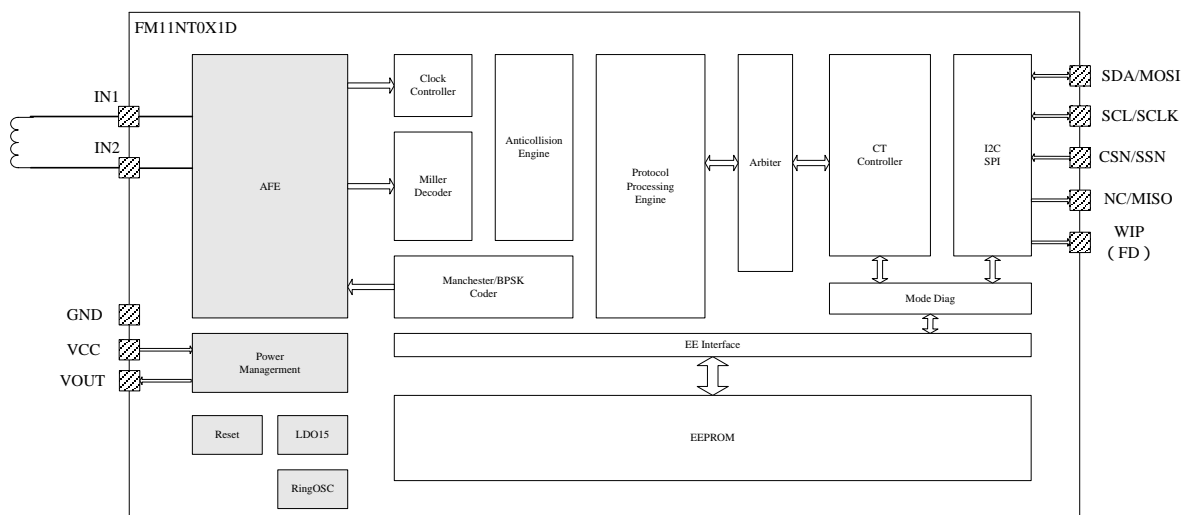 FM11NT0X1D
IN1
IN2
GND
VCC
VOUT
AFE
Clock
Controller
Miller
Decoder
Manchester/BPSK
Coder
Anticollision
Engine
Protocol
Processing
Engine
Arbiter
CT
Controller
I2C
SPI
SDA/MOSI
SCL/SCLK
CSN/SSN
NC/MISO
WIP
( FD )
Mode Diag
EE Interface
Power
Managerment
Reset
LDO15
RingOSC
EEPROM